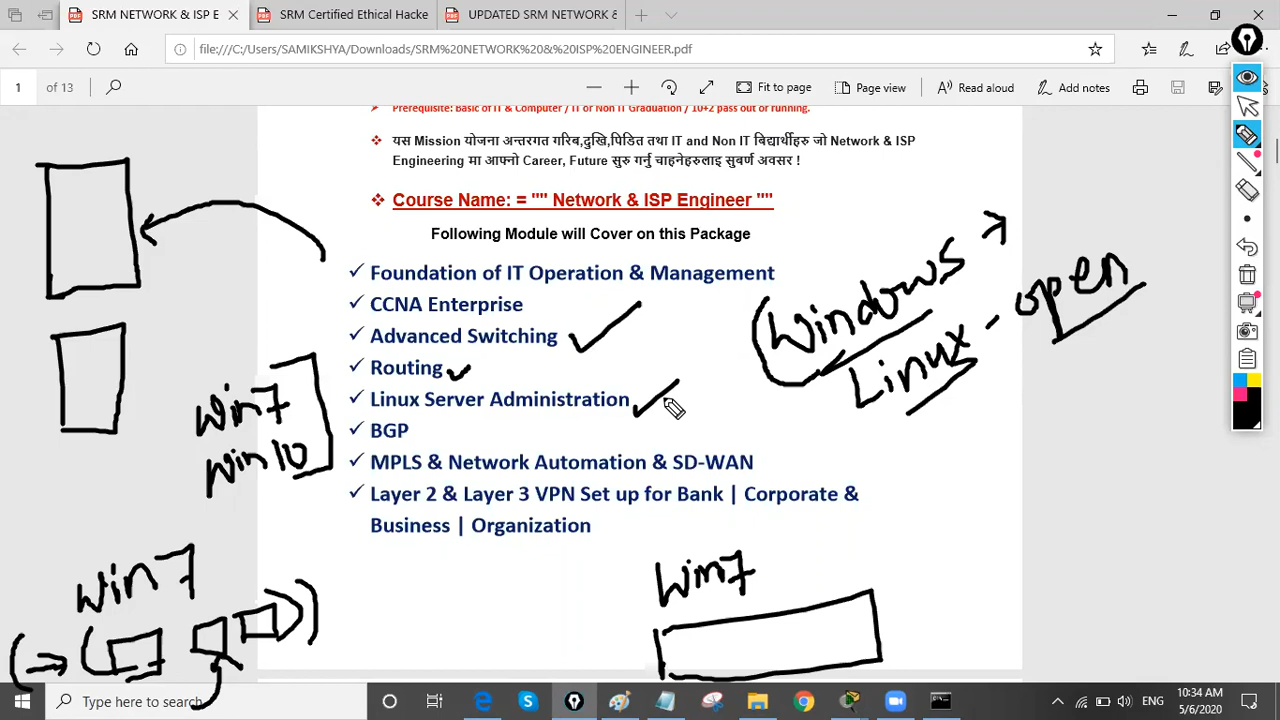 SRM NETWORK & ISP E
SRM Certified Ethical Hacke
UPDATED SRM NETWORK &
file:///C:/Users/SAMIKSHYA/Downloads/SRM%20NETWORK%20&%20ISP%20ENGINEER.pdf
1 of 13
Fit to page
Page view
Read aloud
Add notes
Prerequisite: Basic of IT & Computer / IT or Non IT Graduation / 10+2 pass out or running.
यस Mission योजना अन्तरगत गरिब,दुखि,पिडित तथा IT and Non IT बिद्यार्थीहरु जो Network & ISP
Engineering मा आफ्नो Career, Future सुरु गर्नु चाहनेहरुलाइ सुबर्ण अवसर !
Course Name: = "" Network & ISP Engineer ""
Following Module will Cover on this Package
Foundation of IT Operation & Management
CCNA Enterprise
Advanced Switching
Routing
Linux Server Administration
BGP
MPLS & Network Automation & SD-WAN
Layer 2 & Layer 3 VPN Set up for Bank | Corporate &
Business | Organization
Windows
Linux - open
Win7
Win10
Win7
Win7
Type here to search
ENG
10:34 AM
5/6/2020